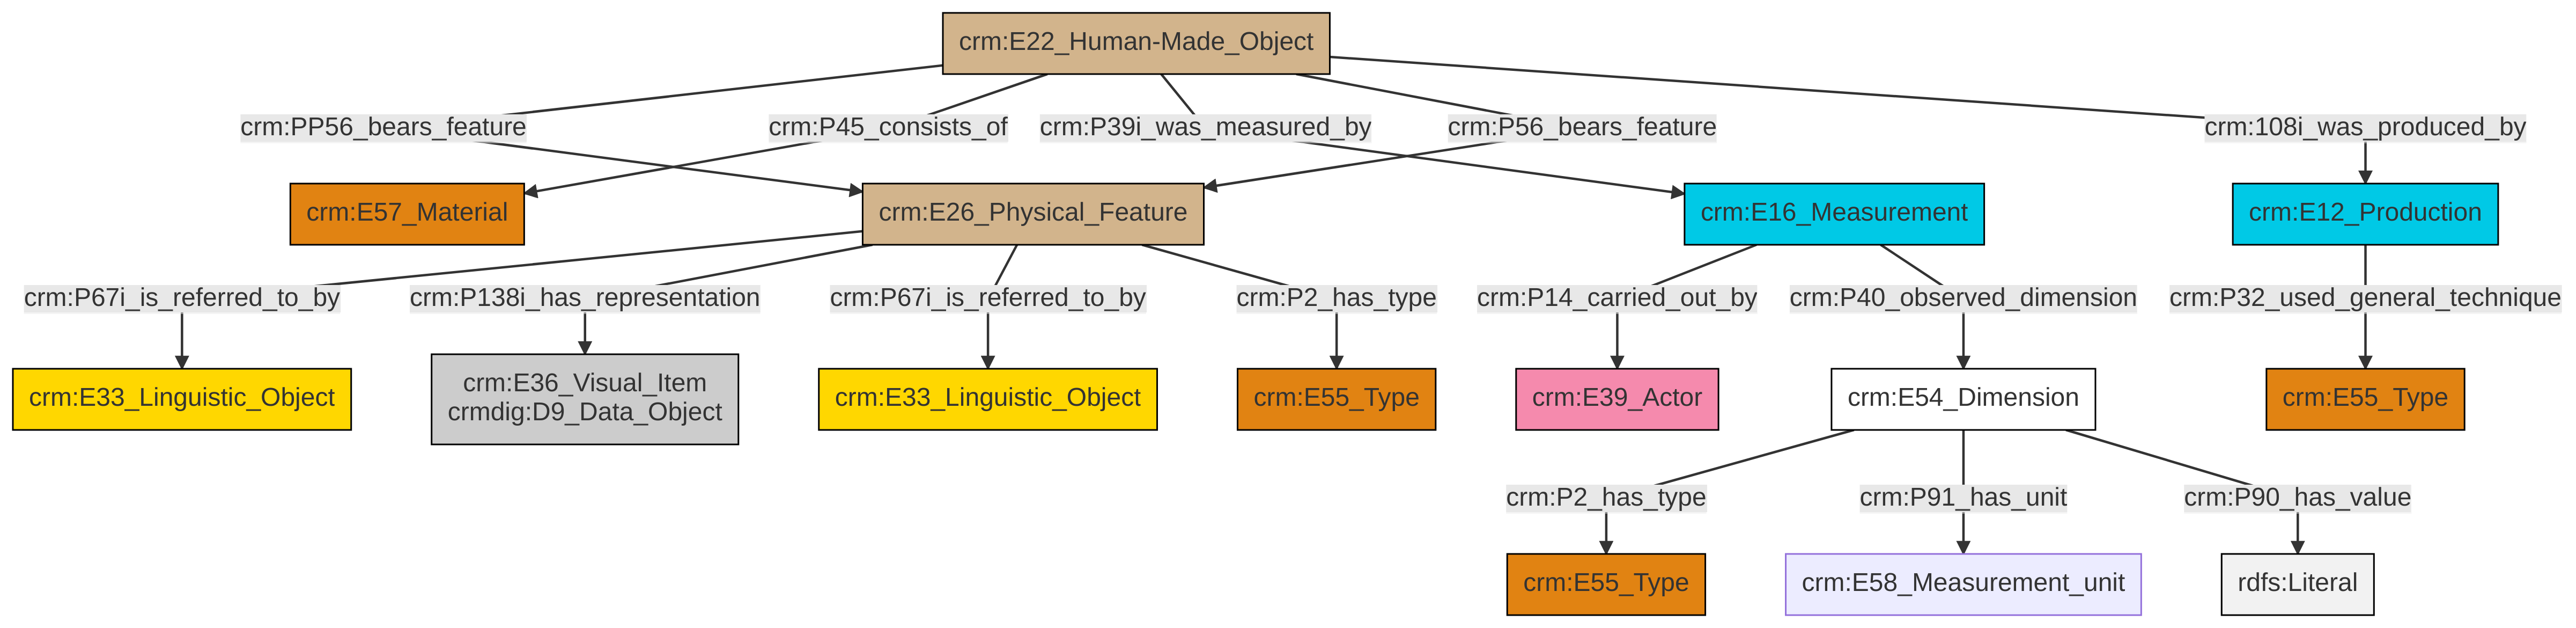 crm:E22_Human-Made_Object
crm:PP56_bears_feature
crm:P45_consists_of
crm:P39i_was_measured_by
crm:P56_bears_feature
crm:108i_was_produced_by
crm:E57_Material
crm:E26_Physical_Feature
crm:E16_Measurement
crm:E12_Production
crm:P67i_is_referred_to_by
crm:P138i_has_representation
crm:P67i_is_referred_to_by
crm:P2_has_type
crm:P14_carried_out_by
crm:P40_observed_dimension
crm:P32_used_general_technique
crm:E33_Linguistic_Object
crm:E36_Visual_Item
crmdig:D9_Data_Object
crm:E33_Linguistic_Object
crm:E55_Type
crm:E39_Actor
crm:E54_Dimension
crm:E55_Type
crm:P2_has_type
crm:P91_has_unit
crm:P90_has_value
crm:E55_Type
crm:E58_Measurement_unit
rdfs:Literal